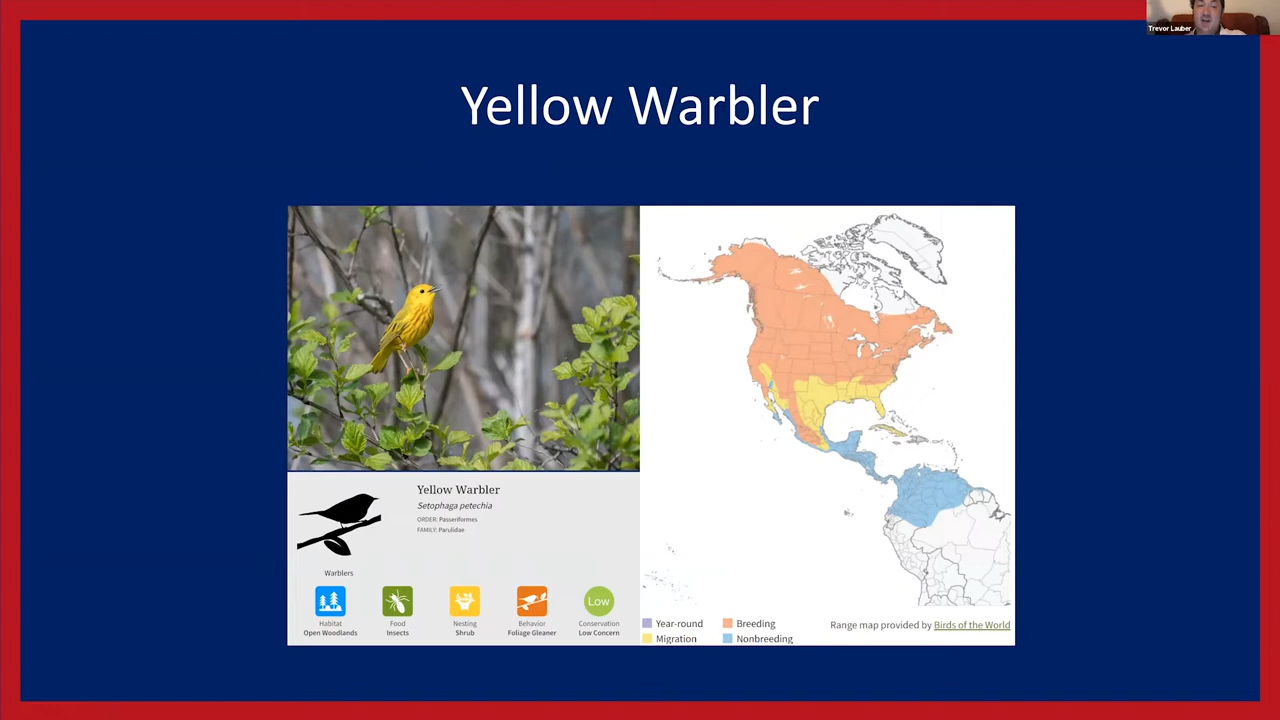 Trevor Lauber
Yellow Warbler
Yellow Warbler
Setophaga petechia
ORDER: Passeriformes
FAMILY: Parulidae
Warblers
Habitat
Open Woodlands
Food
Insects
Nesting
Shrub
Behavior
Foliage Gleaner
Low
Conservation
Low Concern
Year-round
Breeding
Migration
Nonbreeding
Range map provided by Birds of the World